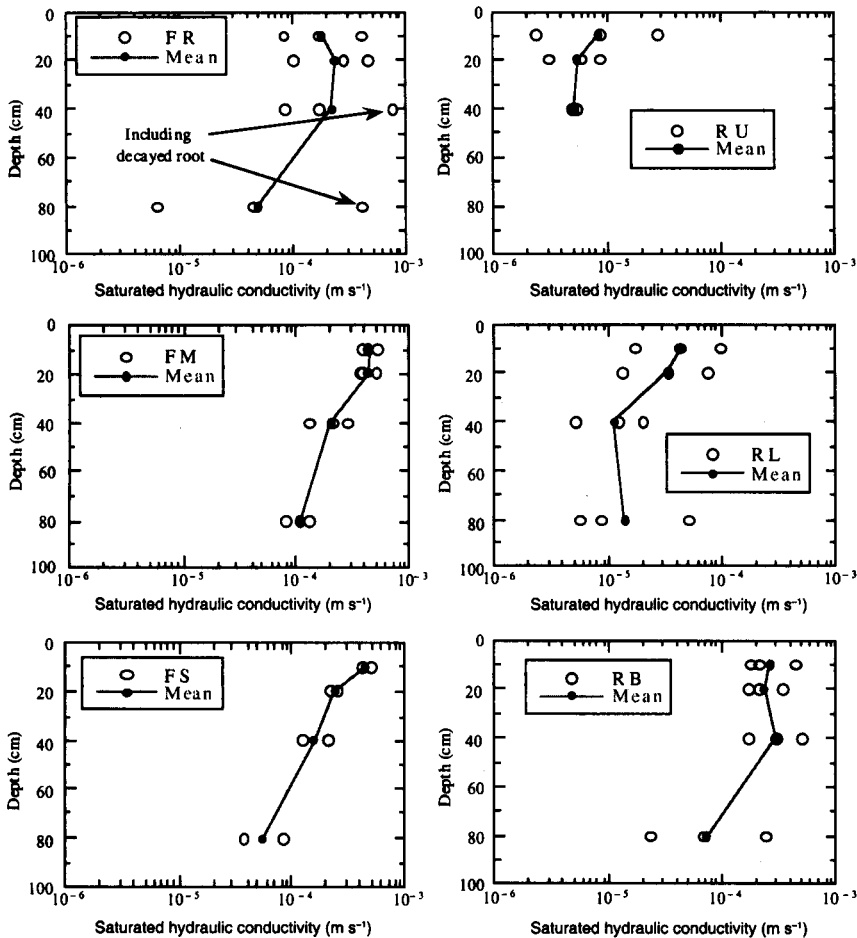 0
20
40
60
80
100
Depth (cm)
FR
Mean
Including
decayed root
10⁻⁶
10⁻⁵
10⁻⁴
10⁻³
Saturated hydraulic conductivity (m s⁻¹)
0
20
40
60
80
100
Depth (cm)
RU
Mean
10⁻⁶
10⁻⁵
10⁻⁴
10⁻³
Saturated hydraulic conductivity (m s⁻¹)
0
20
40
60
80
100
Depth (cm)
FM
Mean
10⁻⁶
10⁻⁵
10⁻⁴
10⁻³
Saturated hydraulic conductivity (m s⁻¹)
0
20
40
60
80
100
Depth (cm)
RL
Mean
10⁻⁶
10⁻⁵
10⁻⁴
10⁻³
Saturated hydraulic conductivity (m s⁻¹)
0
20
40
60
80
100
Depth (cm)
FS
Mean
10⁻⁶
10⁻⁵
10⁻⁴
10⁻³
Saturated hydraulic conductivity (m s⁻¹)
0
20
40
60
80
100
Depth (cm)
RB
Mean
10⁻⁶
10⁻⁵
10⁻⁴
10⁻³
Saturated hydraulic conductivity (m s⁻¹)